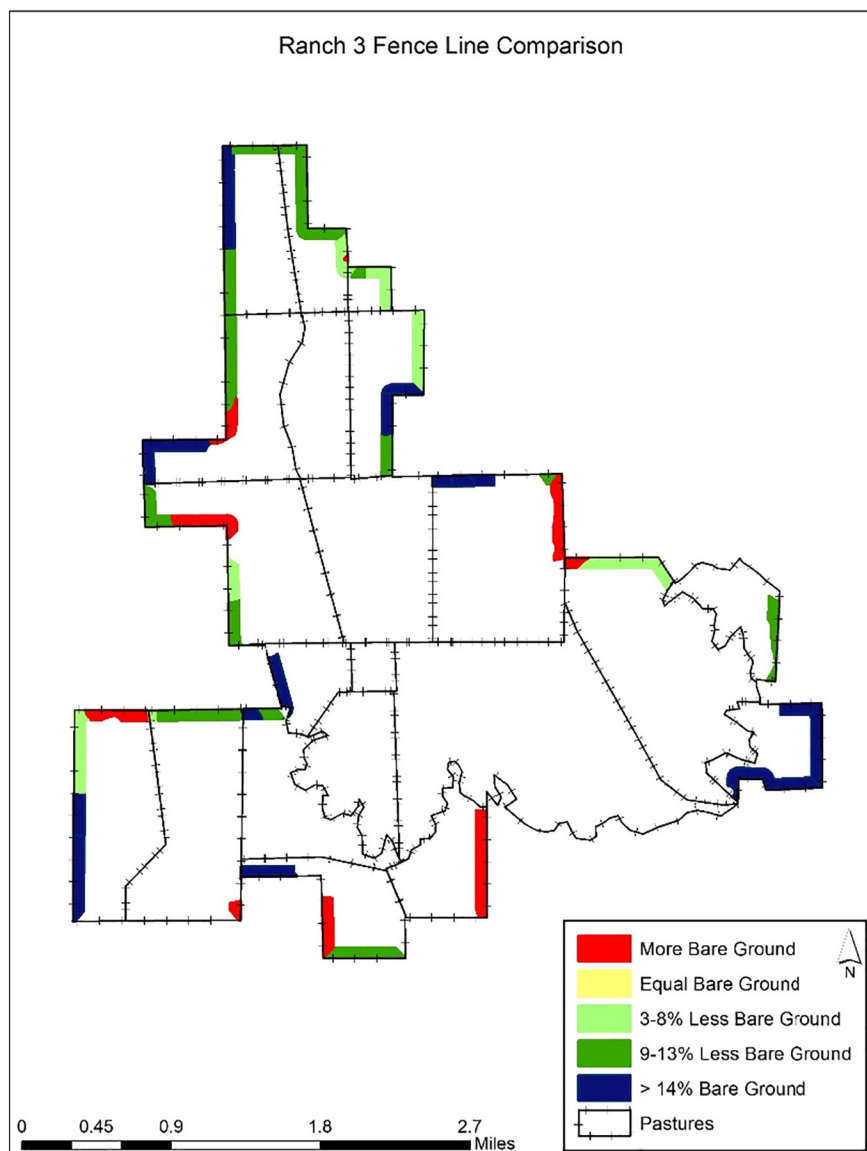 Ranch 3 Fence Line Comparison
More Bare Ground
Equal Bare Ground
3-8% Less Bare Ground
9-13% Less Bare Ground
> 14% Bare Ground
Pastures
N
0 0.45 0.9 1.8 2.7
Miles